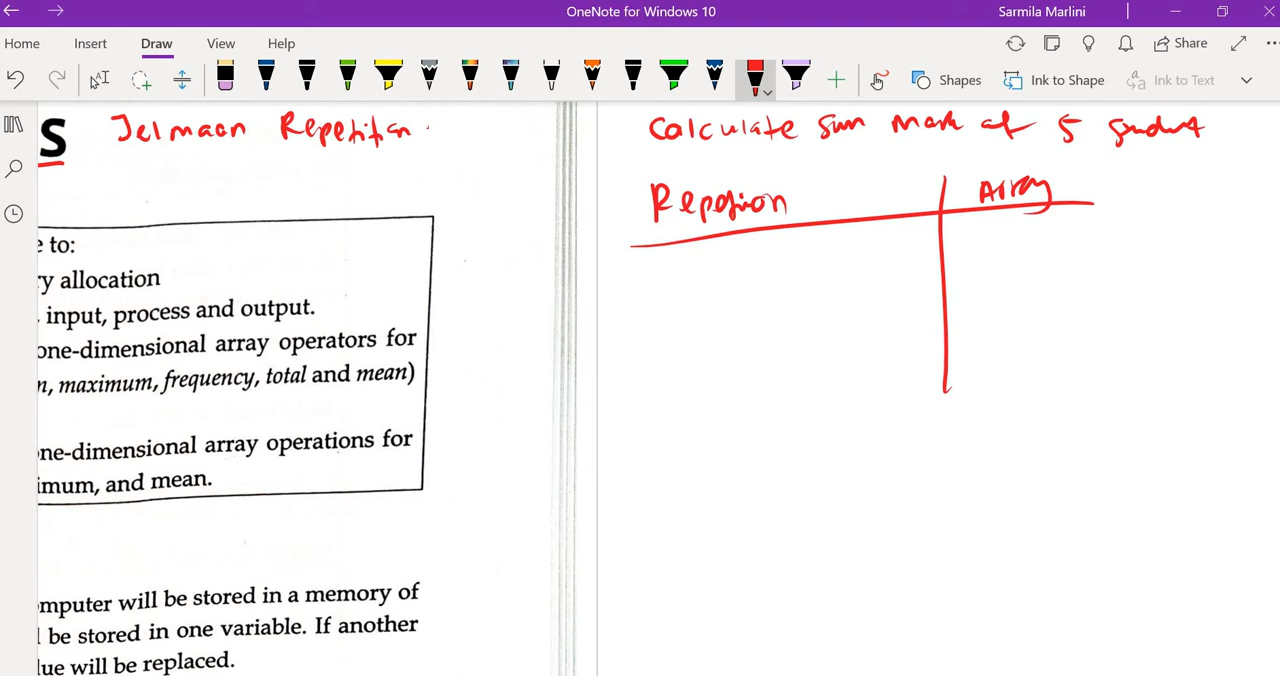 OneNote for Windows 10
Sarmila Marlini
Home Insert Draw View Help
Share
Shapes
Ink to Shape
Ink to Text
S
Jelmaan Repetition.
e to:
ry allocation
input, process and output.
one-dimensional array operators for
n, maximum, frequency, total and mean)
one-dimensional array operations for
imum, and mean.
omputer will be stored in a memory of
l be stored in one variable. If another
lue will be replaced.
Calculate sum mark of 5 student
Repetition
Array